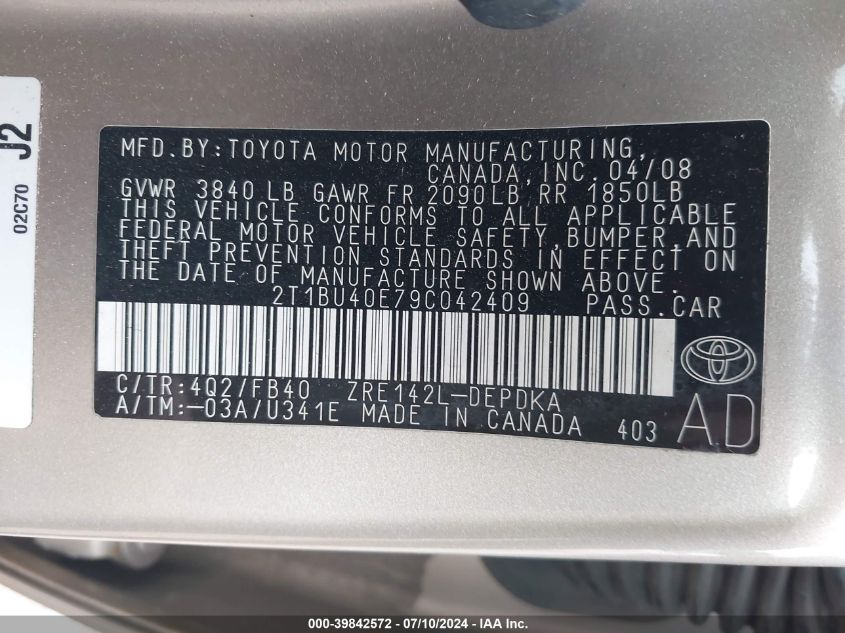 J2
02C70
MFD.BY:TOYOTA MOTOR MANUFACTURING,
CANADA,INC. 04/08
GVWR 3840 LB GAWR FR 2090LB RR 1850LB
THIS VEHICLE CONFORMS TO ALL APPLICABLE
FEDERAL MOTOR VEHICLE SAFETY,BUMPER,AND
THEFT PREVENTION STANDARDS IN EFFECT ON
THE DATE OF MANUFACTURE SHOWN ABOVE.
2T1BU40E79C042409 PASS.CAR
C/TR:4Q2/FB40 ZRE142L-DEPDKA
A/TM:-03A/U341E MADE IN CANADA 403 AD
000-39842572 / 07/10/2024 - IAA Inc.